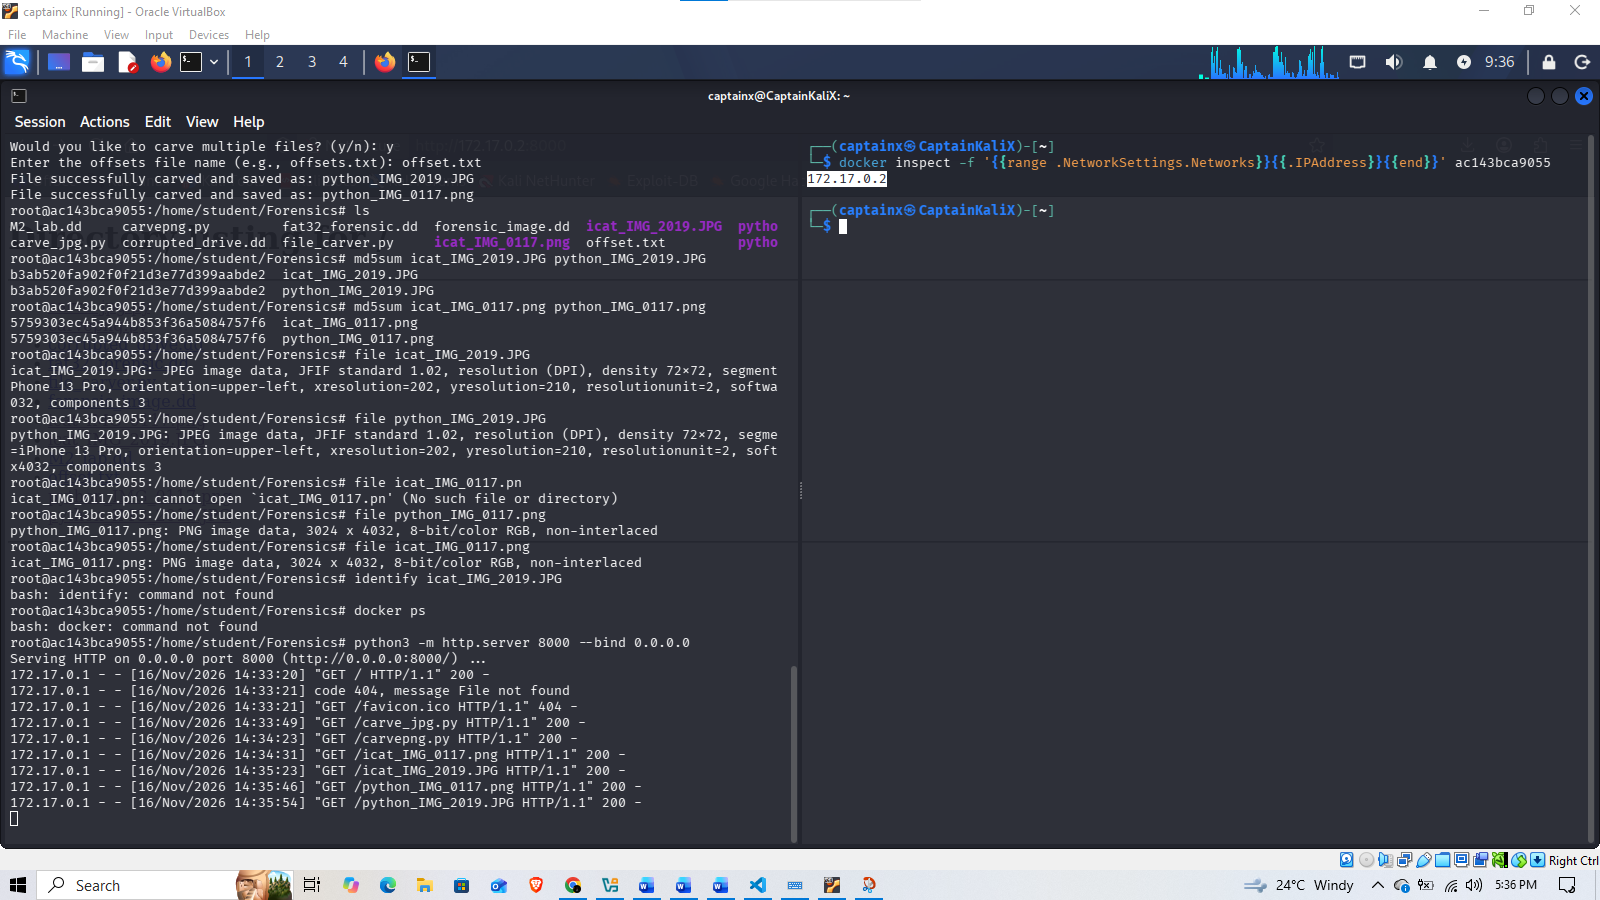 captainx [Running] - Oracle VirtualBox
File Machine View Input Devices Help
1 2 3 4
9:36
captainx@CaptainKaliX: ~
Session Actions Edit View Help
Would you like to carve multiple files? (y/n): y
Enter the offsets file name (e.g., offsets.txt): offset.txt
File successfully carved and saved as: python_IMG_2019.JPG
File successfully carved and saved as: python_IMG_0117.png
root@ac143bca9055:/home/student/Forensics# ls
M2_lab.dd carvepng.py fat32_forensic.dd forensic_image.dd icat_IMG_2019.JPG pytho
carve_jpg.py corrupted_drive.dd file_carver.py icat_IMG_0117.png offset.txt pytho
root@ac143bca9055:/home/student/Forensics# md5sum icat_IMG_2019.JPG python_IMG_2019.JPG
b3ab520fa902f0f21d3e77d399aabde2 icat_IMG_2019.JPG
b3ab520fa902f0f21d3e77d399aabde2 python_IMG_2019.JPG
root@ac143bca9055:/home/student/Forensics# md5sum icat_IMG_0117.png python_IMG_0117.png
5759303ec45a944b853f36a5084757f6 icat_IMG_0117.png
5759303ec45a944b853f36a5084757f6 python_IMG_0117.png
root@ac143bca9055:/home/student/Forensics# file icat_IMG_2019.JPG
icat_IMG_2019.JPG: JPEG image data, JFIF standard 1.02, resolution (DPI), density 72×72, segment
Phone 13 Pro, orientation=upper-left, xresolution=202, yresolution=210, resolutionunit=2, softwa
032, components 3
root@ac143bca9055:/home/student/Forensics# file python_IMG_2019.JPG
python_IMG_2019.JPG: JPEG image data, JFIF standard 1.02, resolution (DPI), density 72×72, segme
=iPhone 13 Pro, orientation=upper-left, xresolution=202, yresolution=210, resolutionunit=2, soft
x4032, components 3
root@ac143bca9055:/home/student/Forensics# file icat_IMG_0117.pn
icat_IMG_0117.pn: cannot open `icat_IMG_0117.pn' (No such file or directory)
root@ac143bca9055:/home/student/Forensics# file python_IMG_0117.png
python_IMG_0117.png: PNG image data, 3024 x 4032, 8-bit/color RGB, non-interlaced
root@ac143bca9055:/home/student/Forensics# file icat_IMG_0117.png
icat_IMG_0117.png: PNG image data, 3024 x 4032, 8-bit/color RGB, non-interlaced
root@ac143bca9055:/home/student/Forensics# identify icat_IMG_2019.JPG
bash: identify: command not found
root@ac143bca9055:/home/student/Forensics# docker ps
bash: docker: command not found
root@ac143bca9055:/home/student/Forensics# python3 -m http.server 8000 --bind 0.0.0.0
Serving HTTP on 0.0.0.0 port 8000 (http://0.0.0.0:8000/) ...
172.17.0.1 - - [16/Nov/2026 14:33:20] "GET / HTTP/1.1" 200 -
172.17.0.1 - - [16/Nov/2026 14:33:21] code 404, message File not found
172.17.0.1 - - [16/Nov/2026 14:33:21] "GET /favicon.ico HTTP/1.1" 404 -
172.17.0.1 - - [16/Nov/2026 14:33:49] "GET /carve_jpg.py HTTP/1.1" 200 -
172.17.0.1 - - [16/Nov/2026 14:34:23] "GET /carvepng.py HTTP/1.1" 200 -
172.17.0.1 - - [16/Nov/2026 14:34:31] "GET /icat_IMG_0117.png HTTP/1.1" 200 -
172.17.0.1 - - [16/Nov/2026 14:35:23] "GET /icat_IMG_2019.JPG HTTP/1.1" 200 -
172.17.0.1 - - [16/Nov/2026 14:35:46] "GET /python_IMG_0117.png HTTP/1.1" 200 -
172.17.0.1 - - [16/Nov/2026 14:35:54] "GET /python_IMG_2019.JPG HTTP/1.1" 200 -
┌──(captainx㉿CaptainKaliX)-[~]
└─$ docker inspect -f '{{range .NetworkSettings.Networks}}{{.IPAddress}}{{end}}' ac143bca9055
172.17.0.2
┌──(captainx㉿CaptainKaliX)-[~]
└─$
Right Ctrl
Search
24°C Windy
5:36 PM